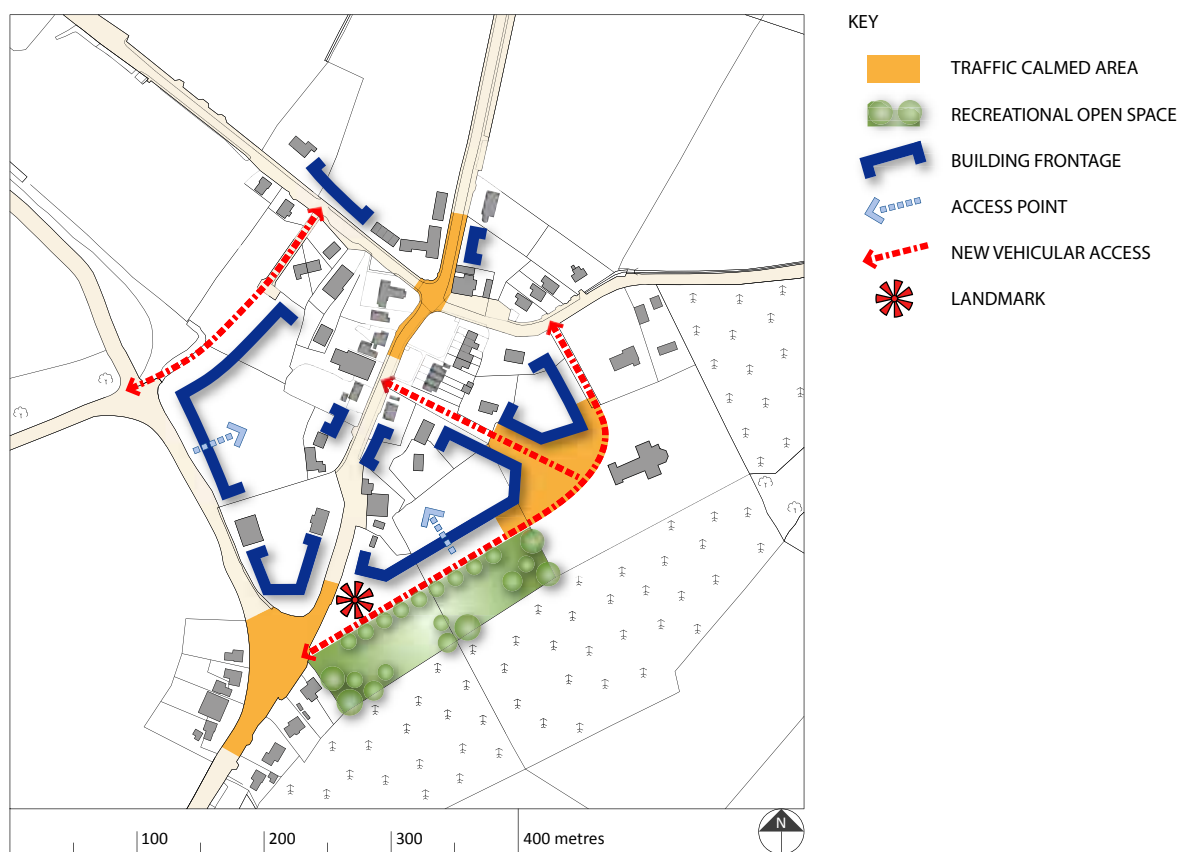 KEY
TRAFFIC CALMED AREA
RECREATIONAL OPEN SPACE
BUILDING FRONTAGE
ACCESS POINT
NEW VEHICULAR ACCESS
LANDMARK
100 200 300 400 metres
N